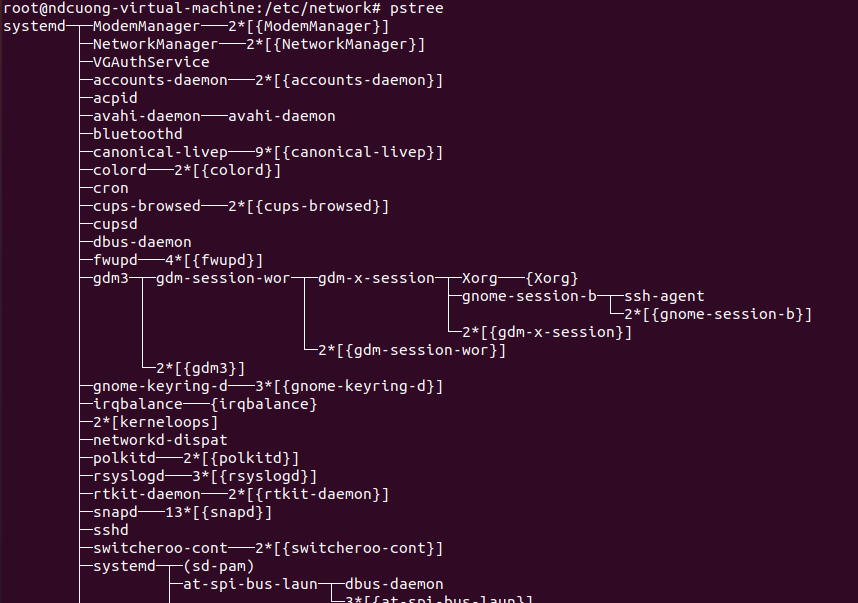 root@ndcuong-virtual-machine:/etc/network# pstree
systemd─┬─ModemManager───2*[{ModemManager}]
        ├─NetworkManager───2*[{NetworkManager}]
        ├─VGAuthService
        ├─accounts-daemon───2*[{accounts-daemon}]
        ├─acpid
        ├─avahi-daemon───avahi-daemon
        ├─bluetoothd
        ├─canonical-livep───9*[{canonical-livep}]
        ├─colord───2*[{colord}]
        ├─cron
        ├─cups-browsed───2*[{cups-browsed}]
        ├─cupsd
        ├─dbus-daemon
        ├─fwupd───4*[{fwupd}]
        ├─gdm3─┬─gdm-session-wor─┬─gdm-x-session─┬─Xorg───{Xorg}
        │      │                 │               ├─gnome-session-b─┬─ssh-agent
        │      │                 │               │                 └─2*[{gnome-session-b}]
        │      │                 │               └─2*[{gdm-x-session}]
        │      │                 └─2*[{gdm-session-wor}]
        │      └─2*[{gdm3}]
        ├─gnome-keyring-d───3*[{gnome-keyring-d}]
        ├─irqbalance───{irqbalance}
        ├─2*[kerneloops]
        ├─networkd-dispat
        ├─polkitd───2*[{polkitd}]
        ├─rsyslogd───3*[{rsyslogd}]
        ├─rtkit-daemon───2*[{rtkit-daemon}]
        ├─snapd───13*[{snapd}]
        ├─sshd
        ├─switcheroo-cont───2*[{switcheroo-cont}]
        ├─systemd─┬─(sd-pam)
        │         ├─at-spi-bus-laun─┬─dbus-daemon
        │         │                 └─3*[{at-spi-bus-laun}]